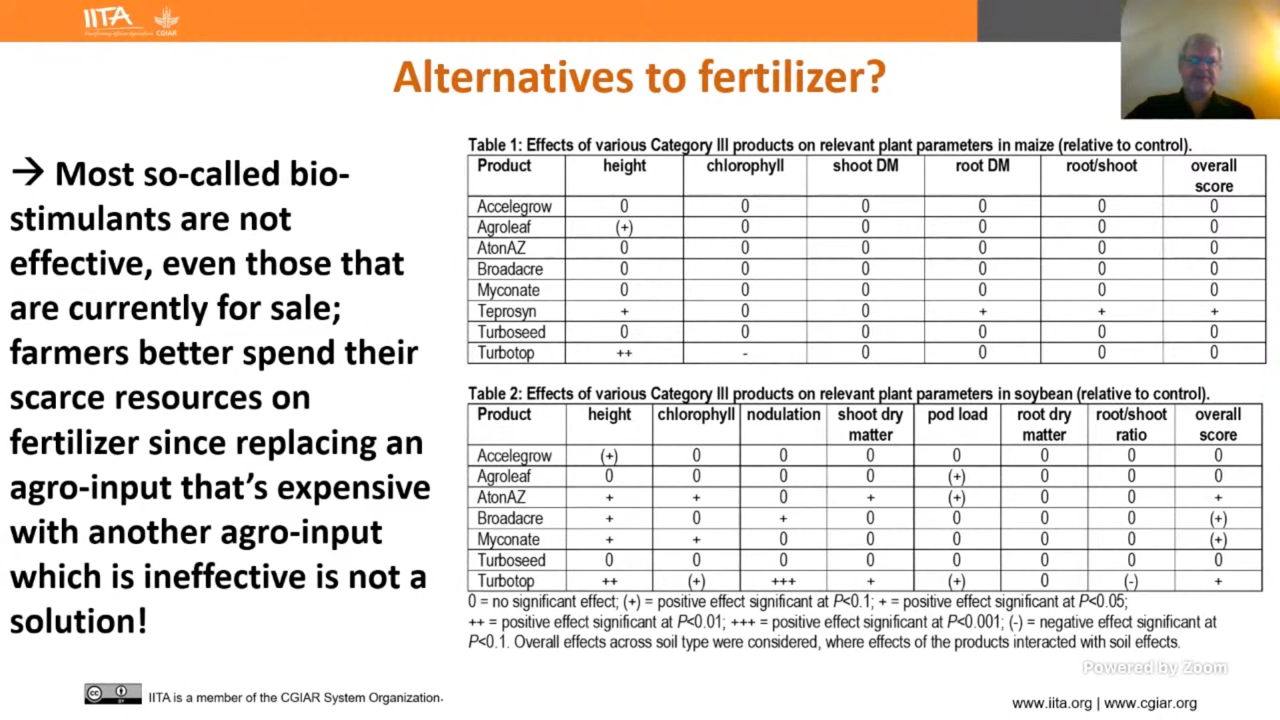 IITA
Transforming African Agriculture
CGIAR
Alternatives to fertilizer?
→ Most so-called bio-
stimulants are not
effective, even those that
are currently for sale;
farmers better spend their
scarce resources on
fertilizer since replacing an
agro-input that’s expensive
with another agro-input
which is ineffective is not a
solution!
Table 1: Effects of various Category III products on relevant plant parameters in maize (relative to control).
Product height chlorophyll shoot DM root DM root/shoot overall
score
Accelegrow 0 0 0 0 0 0
Agroleaf (+) 0 0 0 0 0
AtonAZ 0 0 0 0 0 0
Broadacre 0 0 0 0 0 0
Myconate 0 0 0 0 0 0
Teprosyn + 0 0 + + +
Turboseed 0 0 0 0 0 0
Turbotop ++ - 0 0 0 0
Table 2: Effects of various Category III products on relevant plant parameters in soybean (relative to control).
Product height chlorophyll nodulation shoot dry pod load root dry root/shoot overall
matter matter ratio score
Accelegrow (+) 0 0 0 0 0 0 0
Agroleaf 0 0 0 0 (+) 0 0 0
AtonAZ + + 0 + (+) 0 0 +
Broadacre + 0 + 0 0 0 0 (+)
Myconate + + 0 0 0 0 0 (+)
Turboseed 0 0 0 0 0 0 0 0
Turbotop ++ (+) +++ + (+) 0 (-) +
0 = no significant effect; (+) = positive effect significant at P<0.1; + = positive effect significant at P<0.05;
++ = positive effect significant at P<0.01; +++ = positive effect significant at P<0.001; (-) = negative effect significant at
P<0.1. Overall effects across soil type were considered, where effects of the products interacted with soil effects.
Powered by Zoom
cc BY IITA is a member of the CGIAR System Organization.
www.iita.org | www.cgiar.org